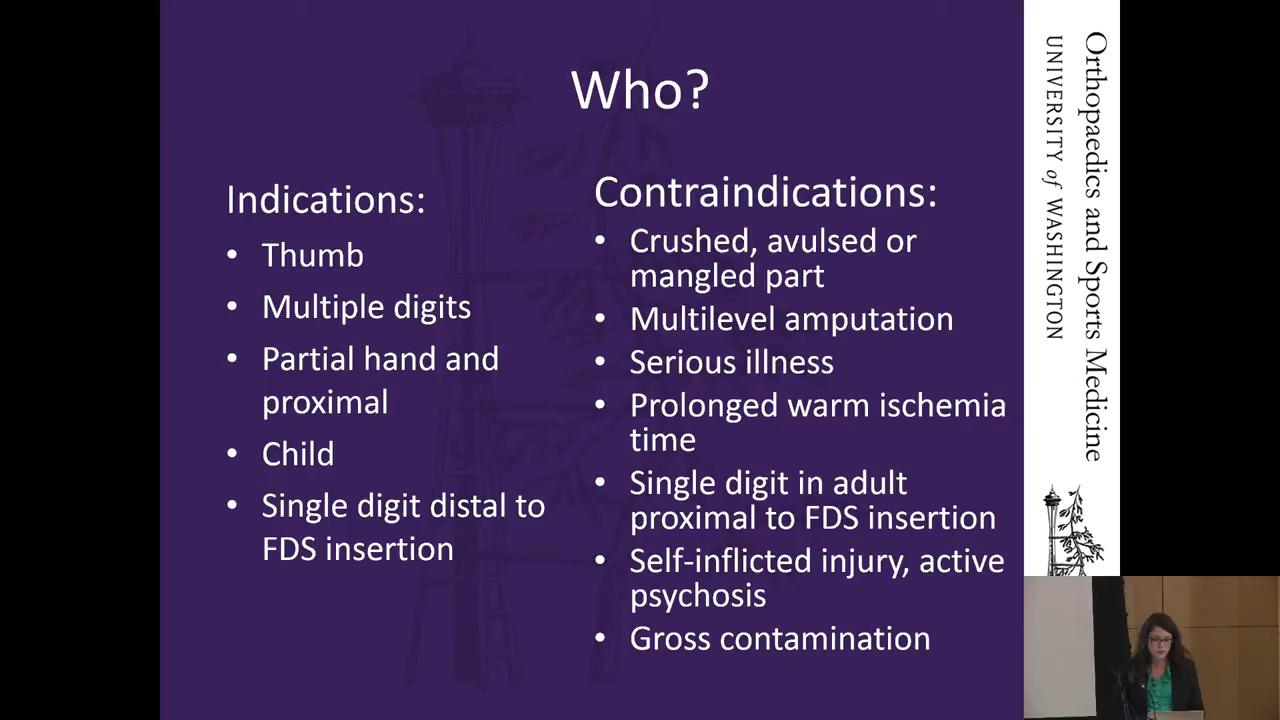 Who?
Indications:
• Thumb
• Multiple digits
• Partial hand and
proximal
• Child
• Single digit distal to
FDS insertion
Contraindications:
• Crushed, avulsed or
mangled part
• Multilevel amputation
• Serious illness
• Prolonged warm ischemia
time
• Single digit in adult
proximal to FDS insertion
• Self-inflicted injury, active
psychosis
• Gross contamination
Orthopaedics and Sports Medicine
UNIVERSITY of WASHINGTON